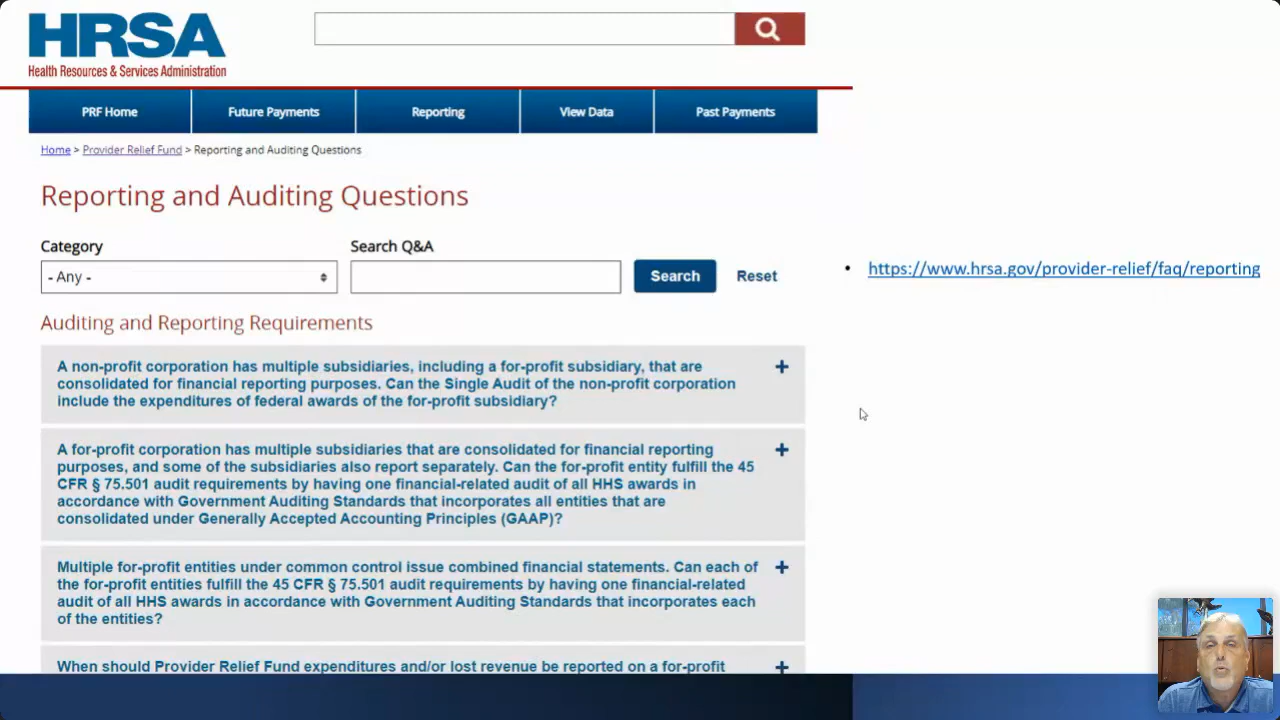 HRSA
Health Resources & Services Administration
PRF Home
Future Payments
Reporting
View Data
Past Payments
Home > Provider Relief Fund > Reporting and Auditing Questions
Reporting and Auditing Questions
Category
Search Q&A
- Any -
Search
Reset
Auditing and Reporting Requirements
A non-profit corporation has multiple subsidiaries, including a for-profit subsidiary, that are
consolidated for financial reporting purposes. Can the Single Audit of the non-profit corporation
include the expenditures of federal awards of the for-profit subsidiary?
A for-profit corporation has multiple subsidiaries that are consolidated for financial reporting
purposes, and some of the subsidiaries also report separately. Can the for-profit entity fulfill the 45
CFR § 75.501 audit requirements by having one financial-related audit of all HHS awards in
accordance with Government Auditing Standards that incorporates all entities that are
consolidated under Generally Accepted Accounting Principles (GAAP)?
Multiple for-profit entities under common control issue combined financial statements. Can each of
the for-profit entities fulfill the 45 CFR § 75.501 audit requirements by having one financial-related
audit of all HHS awards in accordance with Government Auditing Standards that incorporates each
of the entities?
When should Provider Relief Fund expenditures and/or lost revenue be reported on a for-profit
• https://www.hrsa.gov/provider-relief/faq/reporting